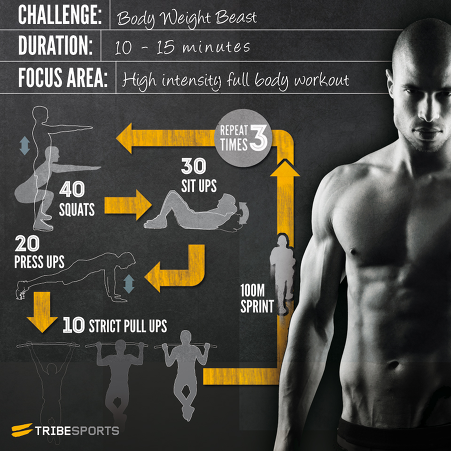 CHALLENGE: Body Weight Beast
DURATION: 10 - 15 minutes
FOCUS AREA: High intensity full body workout
REPEAT
TIMES 3
40
SQUATS
30
SIT UPS
20
PRESS UPS
100M
SPRINT
10 STRICT PULL UPS
TRIBESPORTS